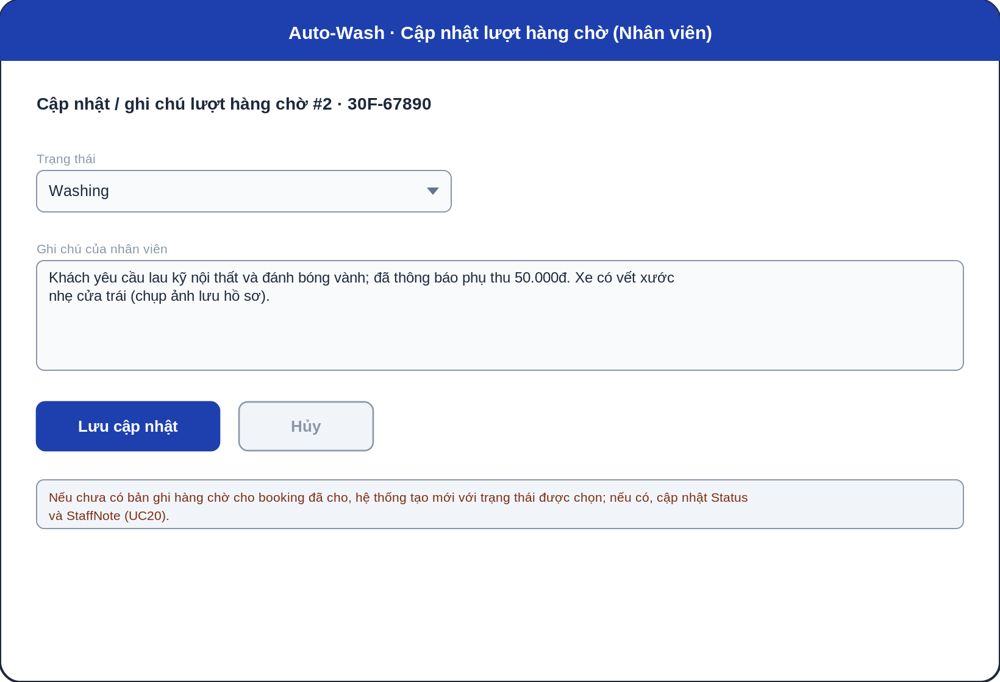 Auto-Wash · Cập nhật lượt hàng chờ (Nhân viên)
Cập nhật / ghi chú lượt hàng chờ #2 · 30F-67890
Trạng thái
Washing
Ghi chú của nhân viên
Khách yêu cầu lau kỹ nội thất và đánh bóng vành; đã thông báo phụ thu 50.000đ. Xe có vết xước
nhẹ cửa trái (chụp ảnh lưu hồ sơ).
Lưu cập nhật
Hủy
Nếu chưa có bản ghi hàng chờ cho booking đã cho, hệ thống tạo mới với trạng thái được chọn; nếu có, cập nhật Status
và StaffNote (UC20).